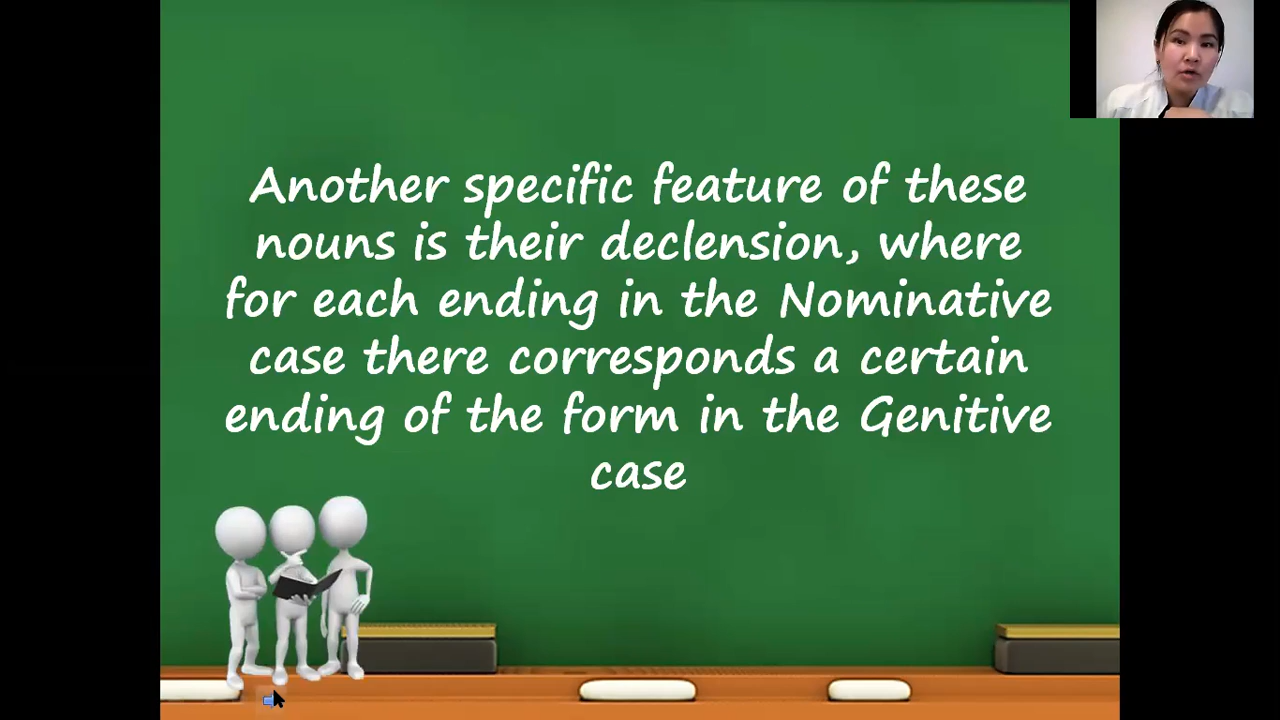 Another specific feature of these
nouns is their declension, where
for each ending in the Nominative
case there corresponds a certain
ending of the form in the Genitive
case